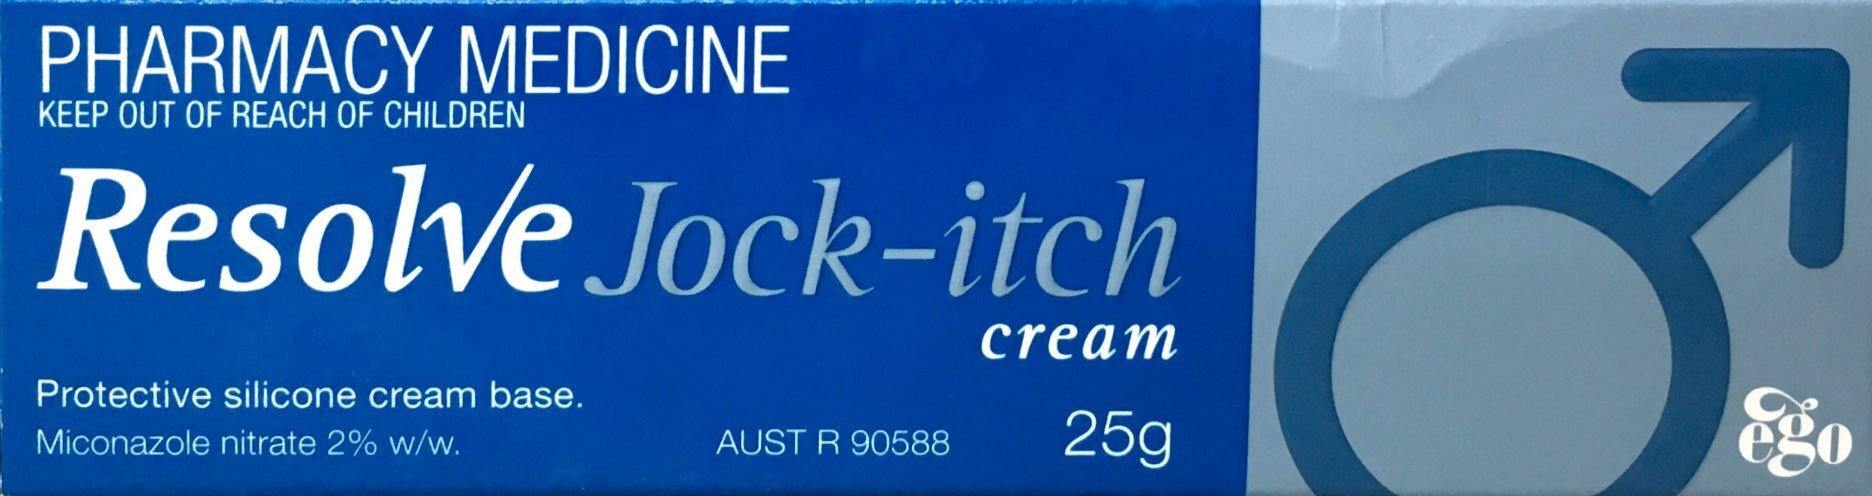 PHARMACY MEDICINE
KEEP OUT OF REACH OF CHILDREN
Resolve Jock-itch
cream
Protective silicone cream base.
Miconazole nitrate 2% w/w.
AUST R 90588
25g
ego